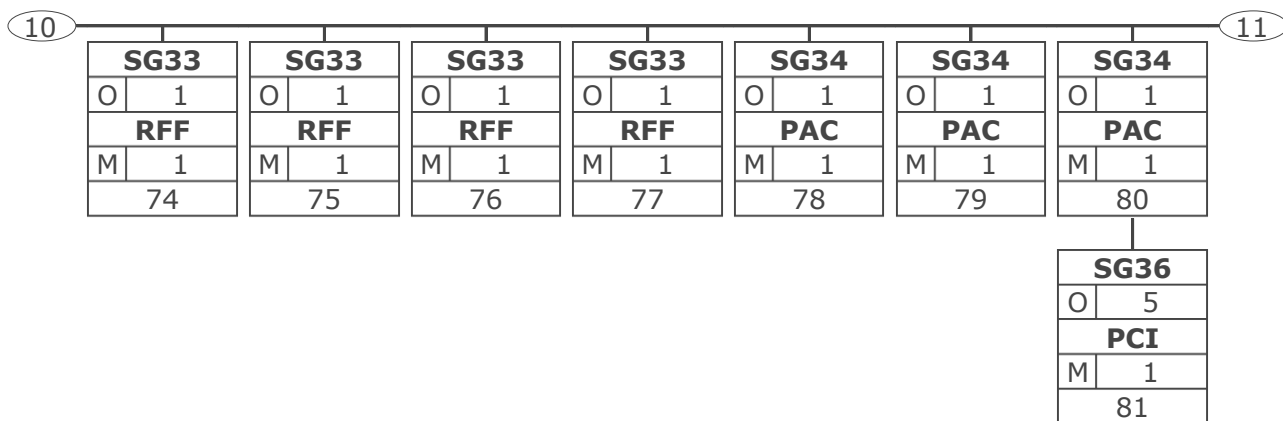 10 11
SG33 SG33 SG33 SG33 SG34 SG34 SG34
O 1 O 1 O 1 O 1 O 1 O 1 O 1
RFF RFF RFF RFF PAC PAC PAC
M 1 M 1 M 1 M 1 M 1 M 1 M 1
74 75 76 77 78 79 80
SG36
O 5
PCI
M 1
81